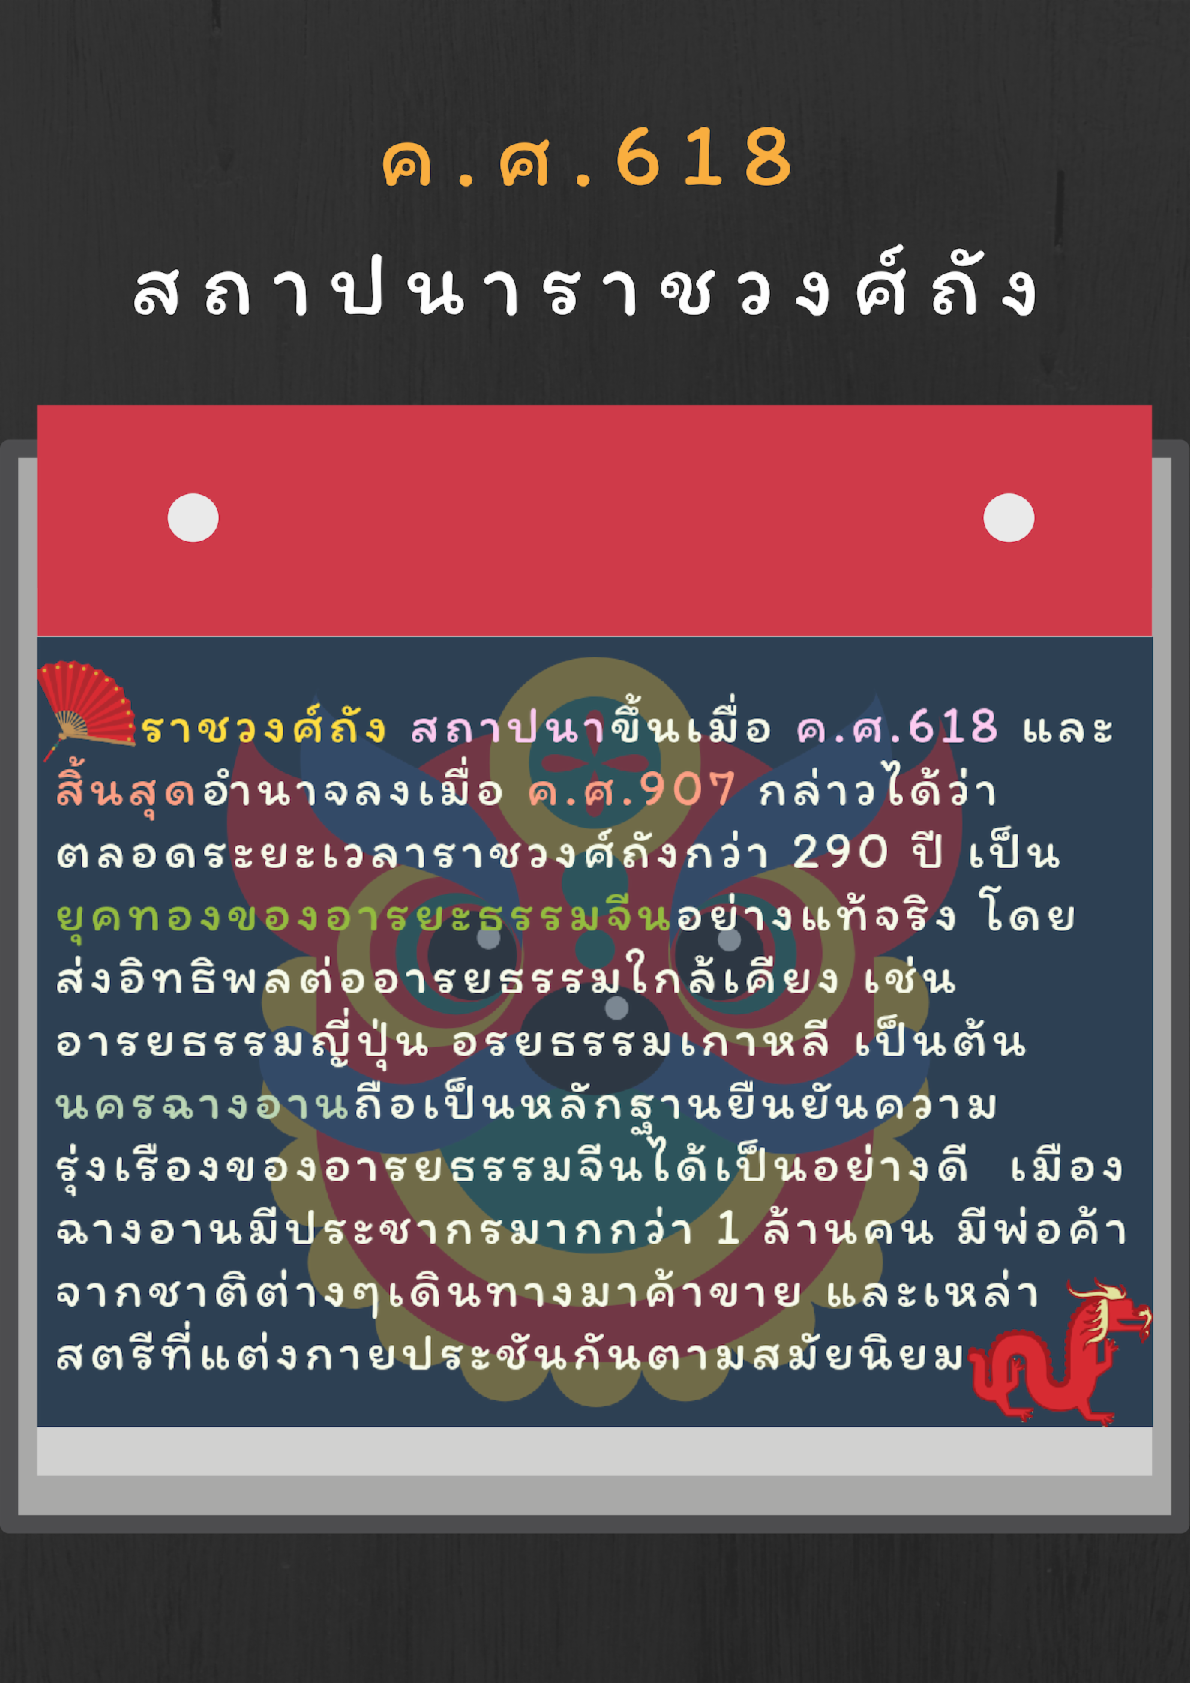 ค.ศ.618
สถาปนาราชวงศ์ถัง
ราชวงศ์ถัง สถาปนาขึ้นเมื่อ ค.ศ.618 และ
สิ้นสุดอำนาจลงเมื่อ ค.ศ.907 กล่าวได้ว่า
ตลอดระยะเวลาราชวงศ์ถังกว่า 290 ปี เป็น
ยุคทองของอารยะธรรมจีนอย่างแท้จริง โดย
ส่งอิทธิพลต่ออารยธรรมใกล้เคียง เช่น
อารยธรรมญี่ปุ่น อรยธรรมเกาหลี เป็นต้น
นครฉางอานถือเป็นหลักฐานยืนยันความ
รุ่งเรืองของอารยธรรมจีนได้เป็นอย่างดี เมือง
ฉางอานมีประชากรมากกว่า 1 ล้านคน มีพ่อค้า
จากชาติต่างๆเดินทางมาค้าขาย และเหล่า
สตรีที่แต่งกายประชันกันตามสมัยนิยม